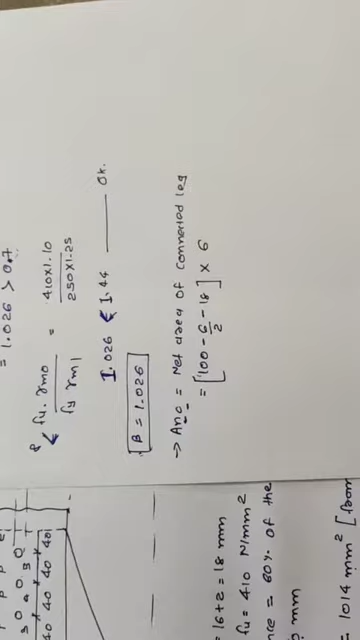 = 1.026 > 0.7
& ≮ fu. γmo / fy γm1 = 410×1.10 / 250×1.25
1.026 ≮ 1.44 —— Ok.
β = 1.026
→ Anc = Net area of connected leg
= [100 - 6/2 - 18] × 6
40 40 40 40
= 16+2 = 18 mm
fu = 410 N/mm²
= 80% of the
mm
1014 mm² [from